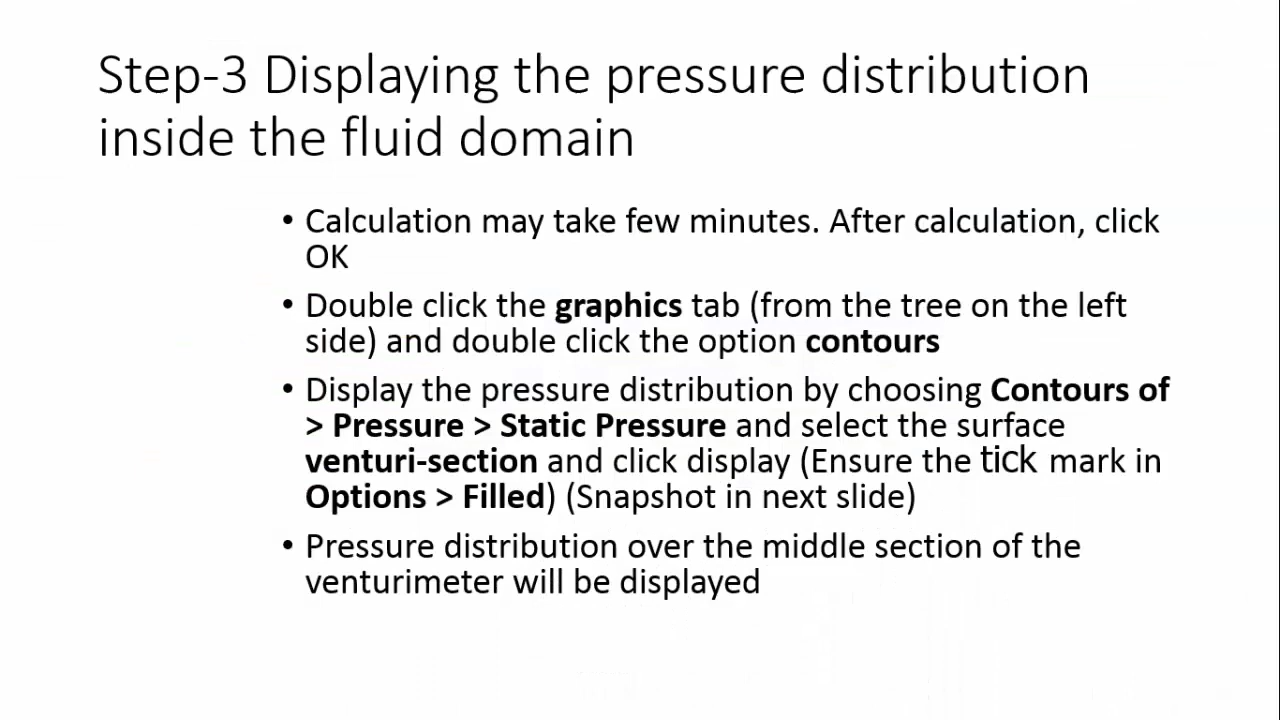 Step-3 Displaying the pressure distribution
inside the fluid domain
• Calculation may take few minutes. After calculation, click
OK
• Double click the graphics tab (from the tree on the left
side) and double click the option contours
• Display the pressure distribution by choosing Contours of
> Pressure > Static Pressure and select the surface
venturi-section and click display (Ensure the tick mark in
Options > Filled) (Snapshot in next slide)
• Pressure distribution over the middle section of the
venturimeter will be displayed